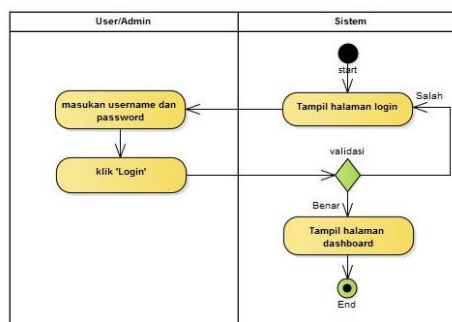 User/Admin
Sistem
start
Tampil halaman login
Salah
masukan username dan
password
klik 'Login'
validasi
Benar
Tampil halaman
dashboard
End